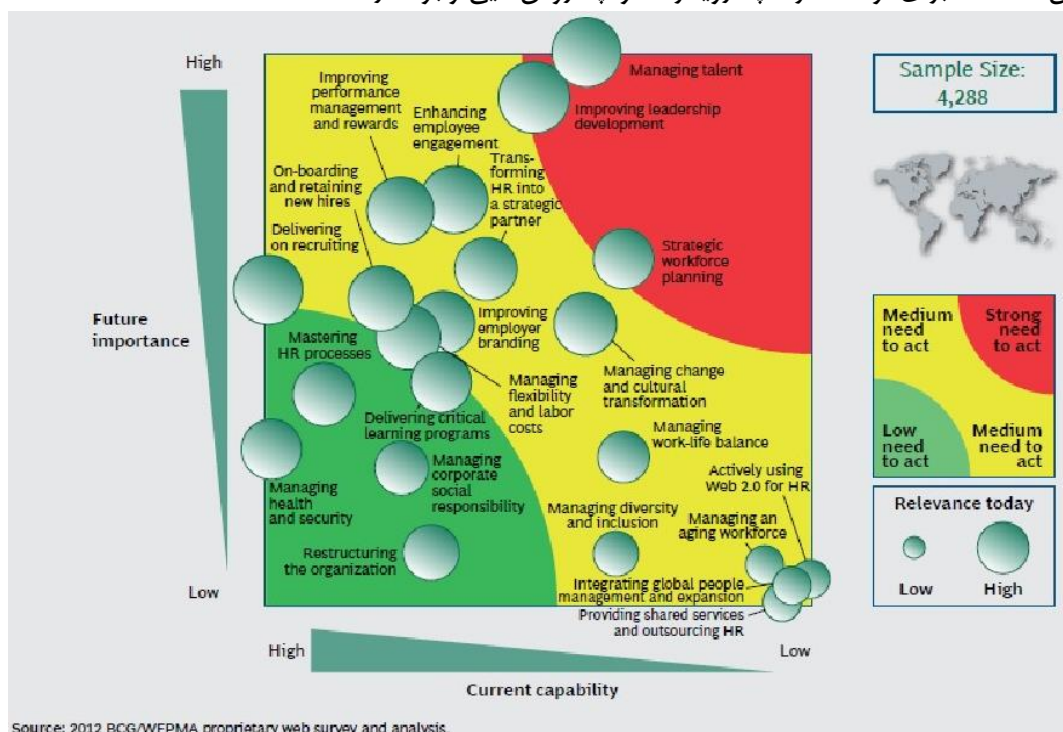 High
Improving
performance
management
and rewards
Enhancing
employee
engagement
Managing talent
Improving leadership
development
On-boarding
and retaining
new hires
Trans-
forming
HR into
a strategic
partner
Delivering
on recruiting
Strategic
workforce
planning
Future
importance
Mastering
HR processes
Improving
employer
branding
Managing
flexibility
and labor
costs
Managing change
and cultural
transformation
Delivering critical
learning programs
Managing
work-life balance
Managing
health
and security
Managing
corporate
social
responsibility
Actively using
Web 2.0 for HR
Managing diversity
and inclusion
Managing an
aging workforce
Restructuring
the organization
Integrating global people
management and expansion
Providing shared services
and outsourcing HR
Low
High
Low
Current capability
Sample Size:
4,288
Medium
need
to act
Strong
need
to act
Low
need
to act
Medium
need to
act
Relevance today
Low
High
Source: 2012 BCG/WFPMA proprietary web survey and analysis.